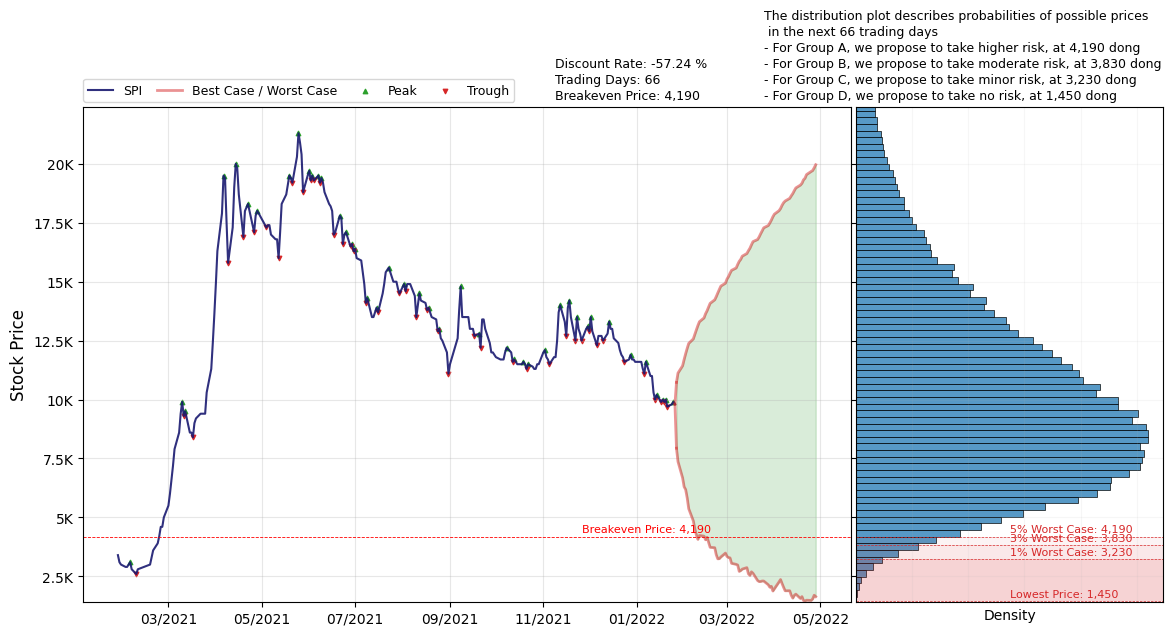 The distribution plot describes probabilities of possible prices
in the next 66 trading days
- For Group A, we propose to take higher risk, at 4,190 dong
- For Group B, we propose to take moderate risk, at 3,830 dong
- For Group C, we propose to take minor risk, at 3,230 dong
- For Group D, we propose to take no risk, at 1,450 dong
Discount Rate: -57.24 %
Trading Days: 66
Breakeven Price: 4,190
SPI
Best Case / Worst Case
Peak
Trough
Stock Price
20K
17.5K
15K
12.5K
10K
7.5K
5K
2.5K
Breakeven Price: 4,190
03/2021
05/2021
07/2021
09/2021
11/2021
01/2022
03/2022
05/2022
5% Worst Case: 4,190
3% Worst Case: 3,830
1% Worst Case: 3,230
Lowest Price: 1,450
Density